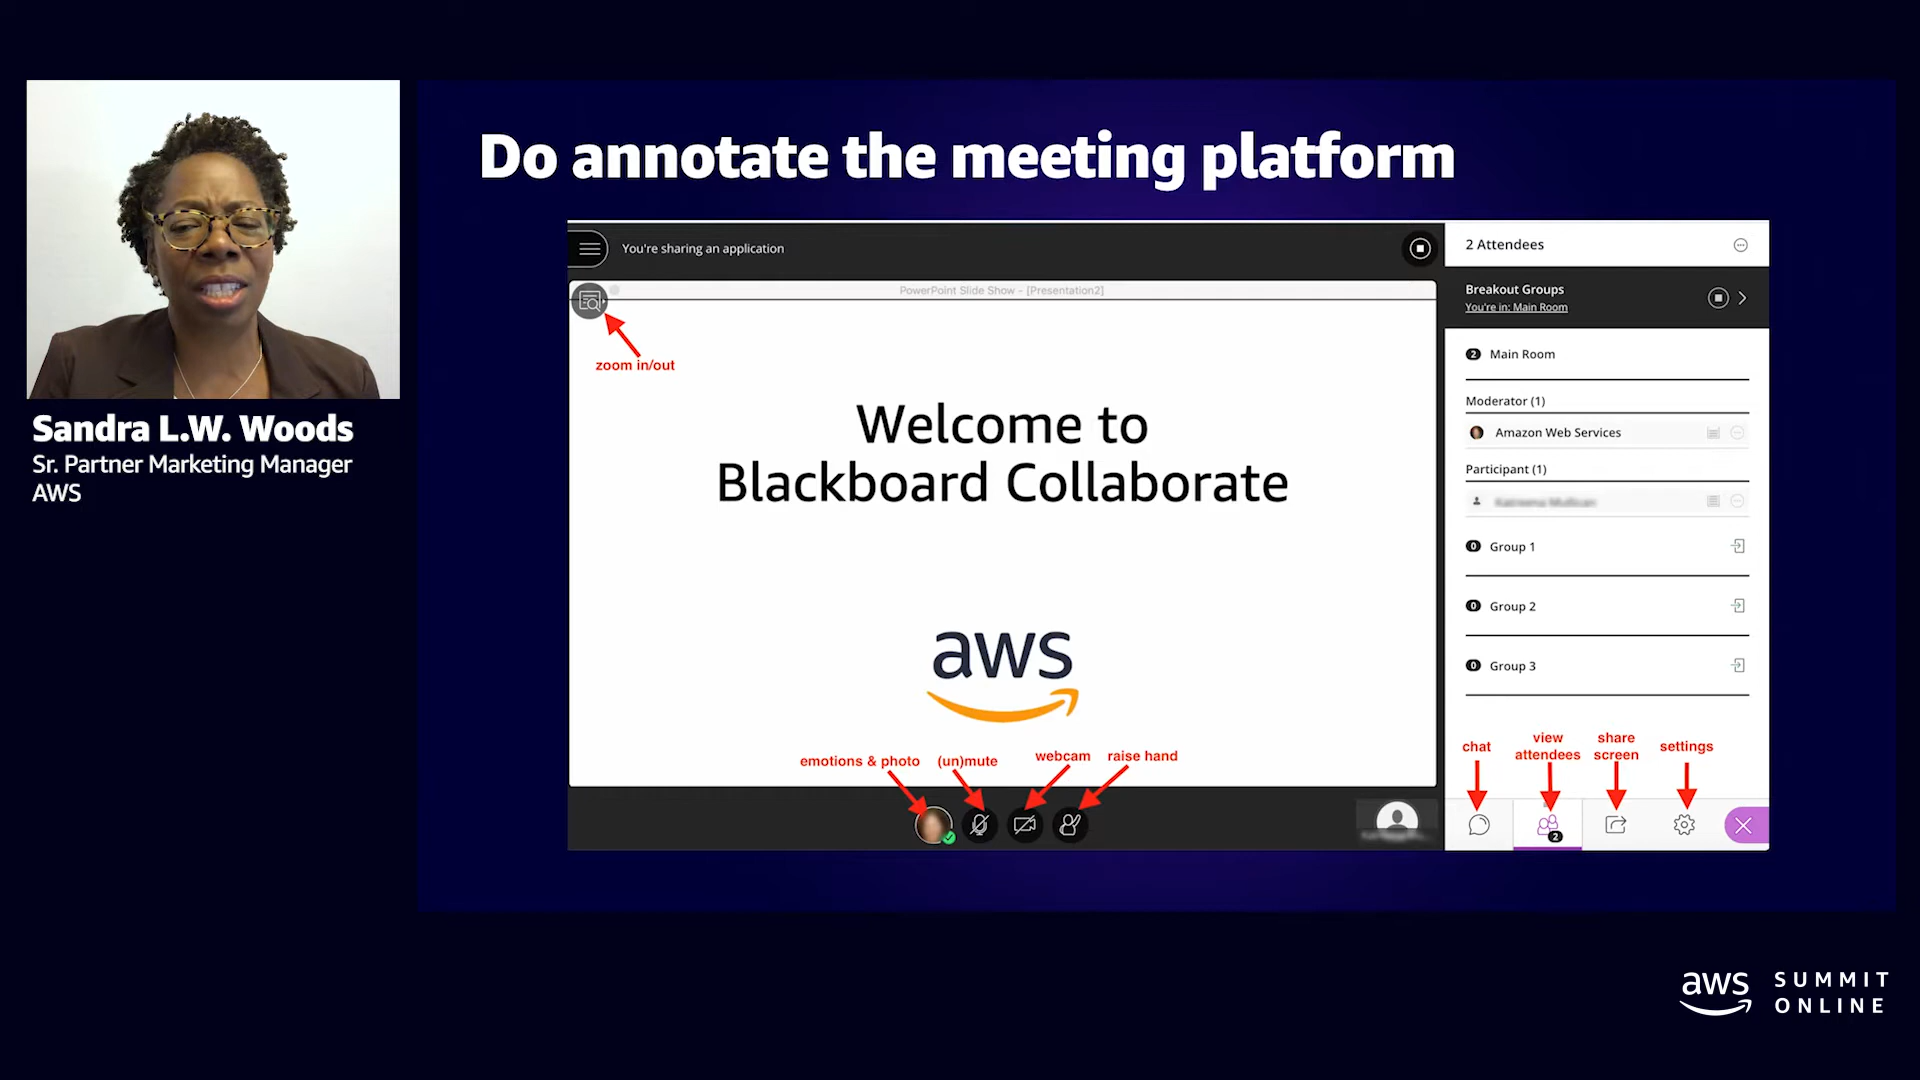 Do annotate the meeting platform
Sandra L.W. Woods
Sr. Partner Marketing Manager
AWS
You're sharing an application
PowerPoint Slide Show - [Presentation2]
zoom in/out
Welcome to
Blackboard Collaborate
aws
emotions & photo
(un)mute
webcam
raise hand
2 Attendees
Breakout Groups
You're in: Main Room
2 Main Room
Moderator (1)
Amazon Web Services
Participant (1)
0 Group 1
0 Group 2
0 Group 3
chat
view
attendees
share
screen
settings
2
aws SUMMIT
ONLINE